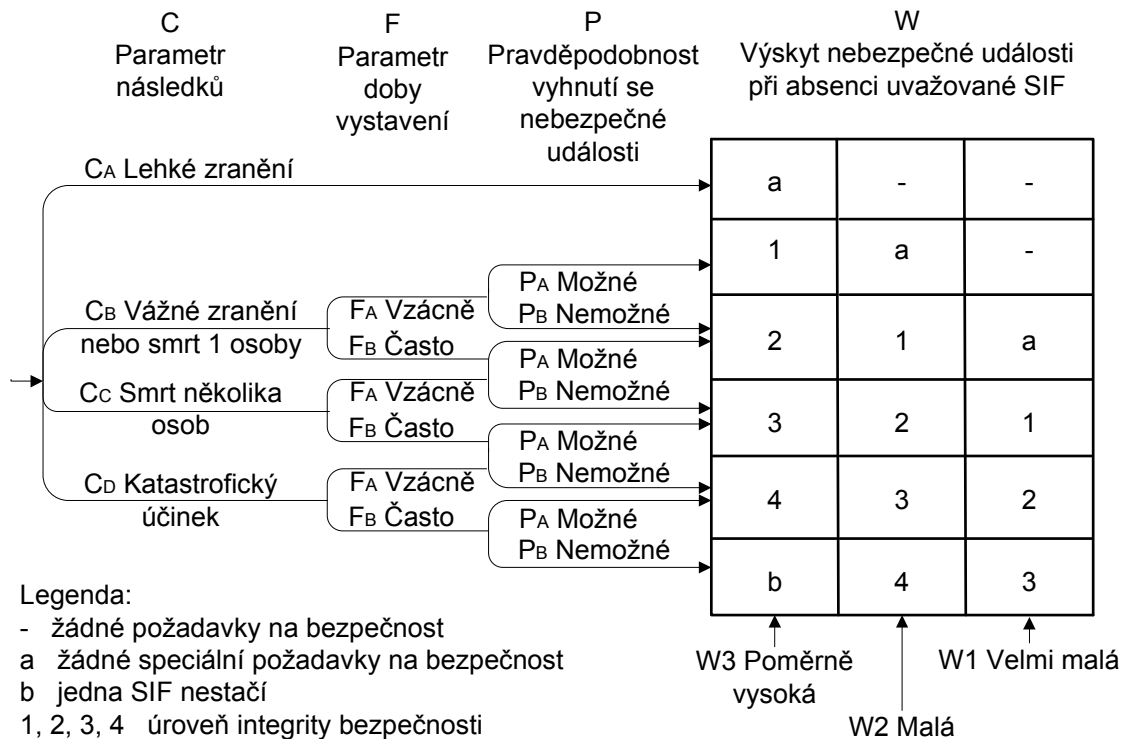 C
Parametr
následků
F
Parametr
doby
vystavení
P
Pravděpodobnost
vyhnutí se
nebezpečné
události
W
Výskyt nebezpečné události
při absenci uvažované SIF
CA Lehké zranění
CB Vážné zranění
nebo smrt 1 osoby
CC Smrt několika
osob
CD Katastrofický
účinek
FA Vzácně
FB Často
FA Vzácně
FB Často
FA Vzácně
FB Často
PA Možné
PB Nemožné
PA Možné
PB Nemožné
PA Možné
PB Nemožné
PA Možné
PB Nemožné
a - -
1 a -
2 1 a
3 2 1
4 3 2
b 4 3
W3 Poměrně
vysoká
W2 Malá
W1 Velmi malá
Legenda:
- žádné požadavky na bezpečnost
a žádné speciální požadavky na bezpečnost
b jedna SIF nestačí
1, 2, 3, 4 úroveň integrity bezpečnosti